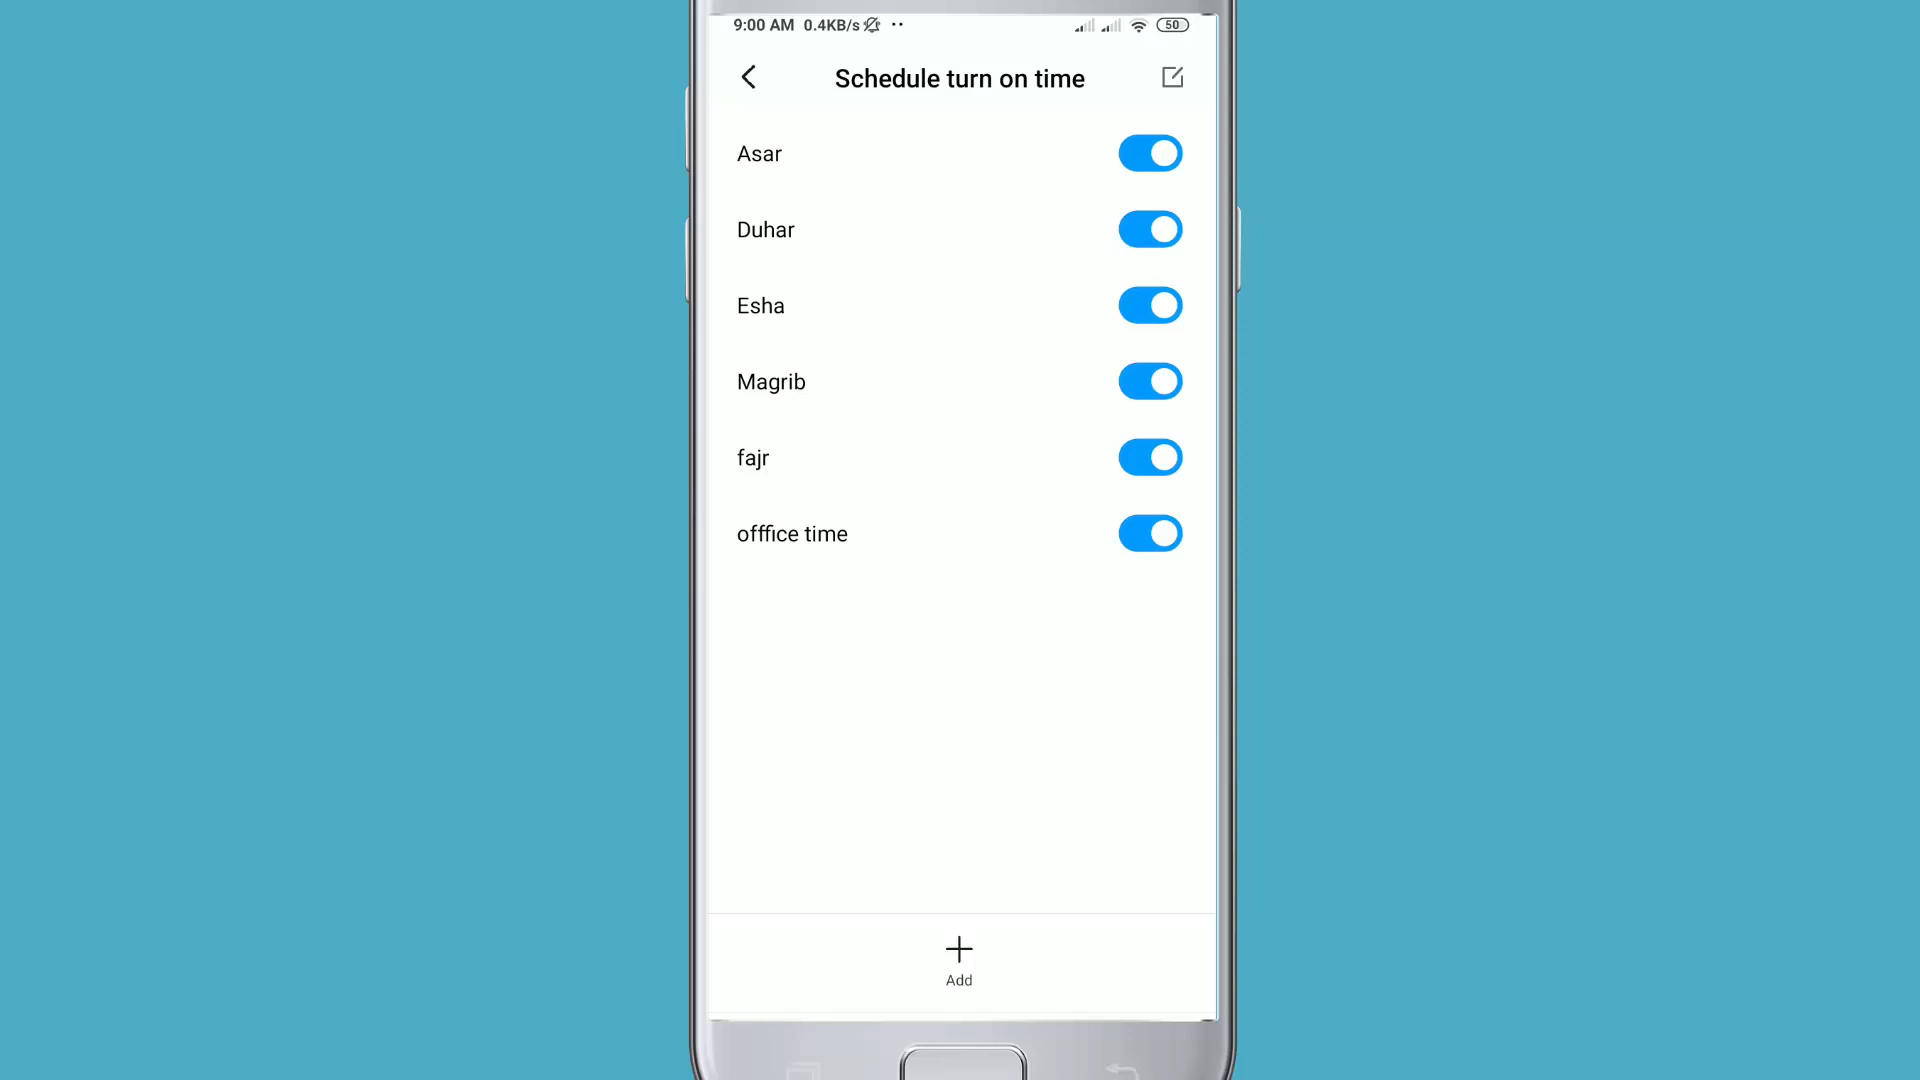 9:00 AM 0.4KB/s 50
Schedule turn on time
Asar
Duhar
Esha
Magrib
fajr
offfice time
Add